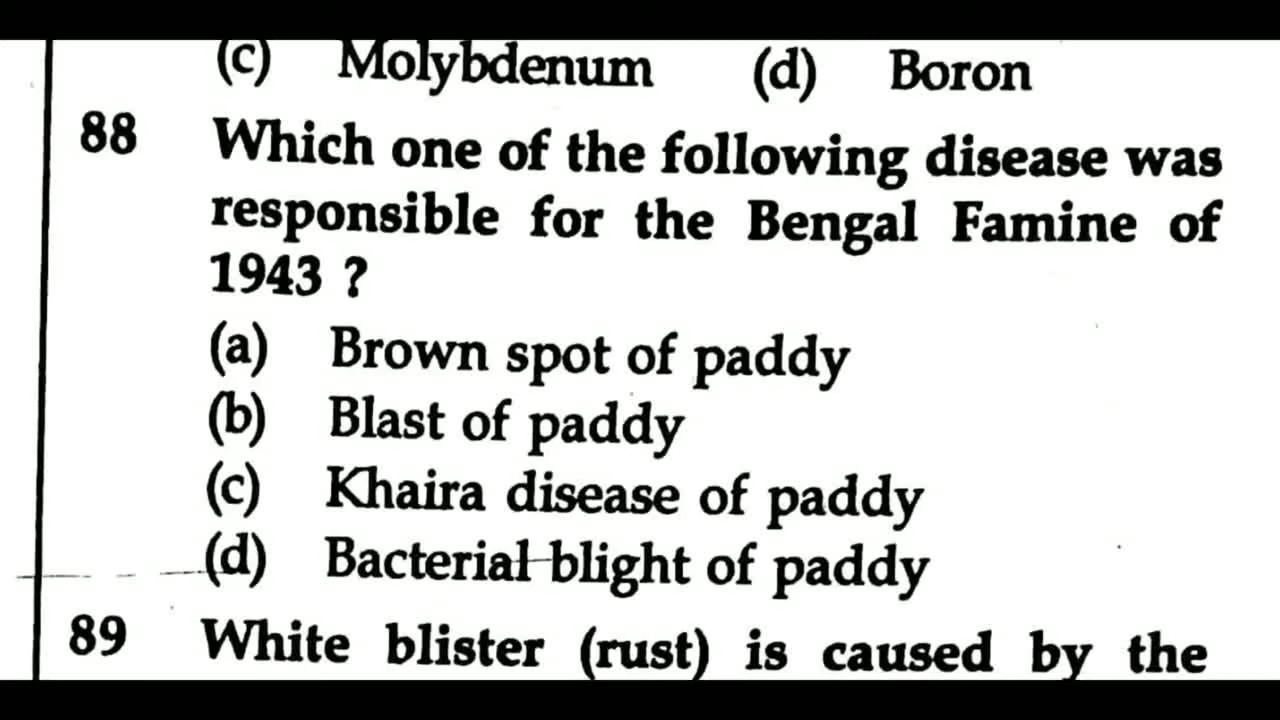 (c) Molybdenum (d) Boron
88 Which one of the following disease was
responsible for the Bengal Famine of
1943 ?
(a) Brown spot of paddy
(b) Blast of paddy
(c) Khaira disease of paddy
(d) Bacterial blight of paddy
89 White blister (rust) is caused by the